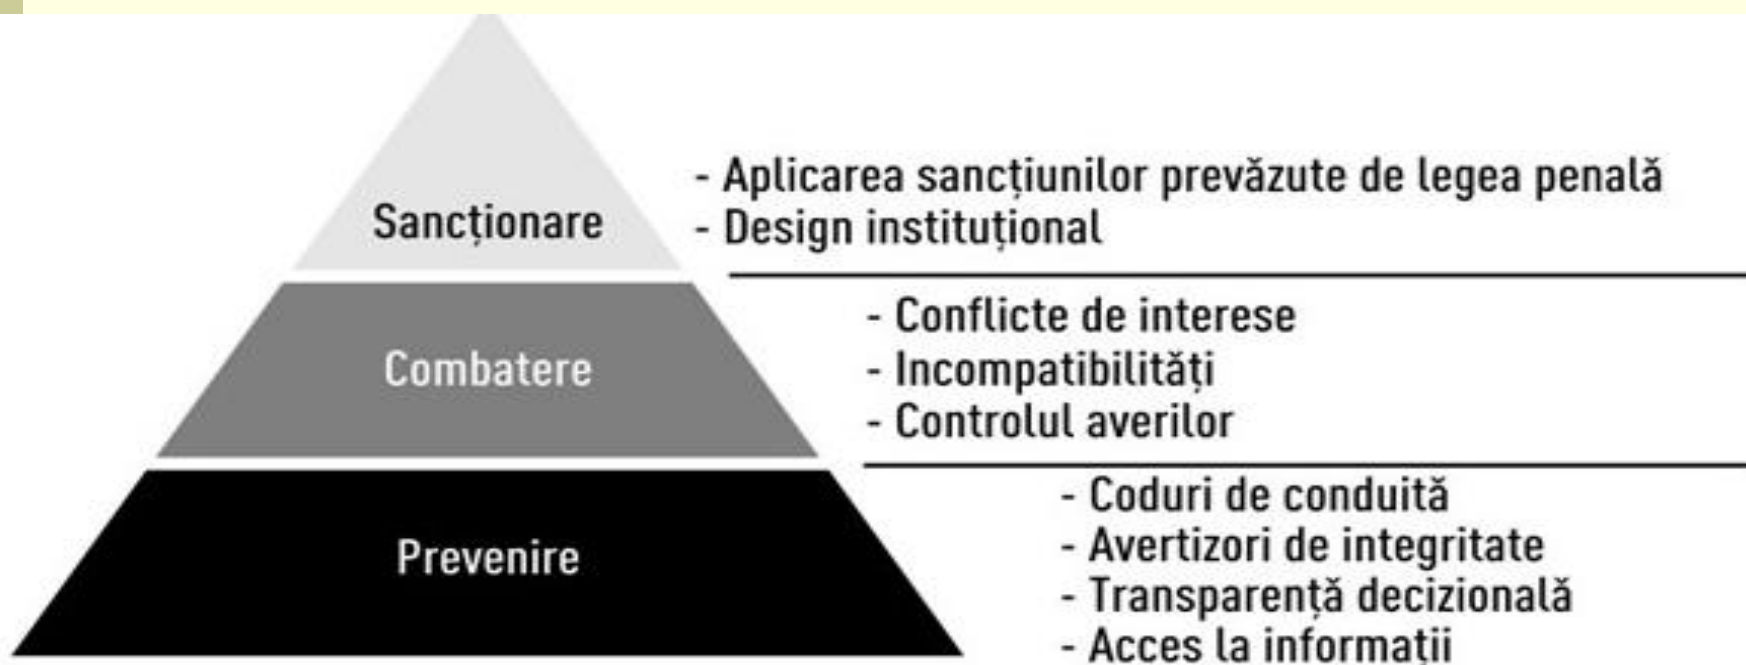 Sancționare
- Aplicarea sancțiunilor prevăzute de legea penală
- Design instituțional
Combatere
- Conflicte de interese
- Incompatibilități
- Controlul averilor
Prevenire
- Coduri de conduită
- Avertizori de integritate
- Transparență decizională
- Acces la informații